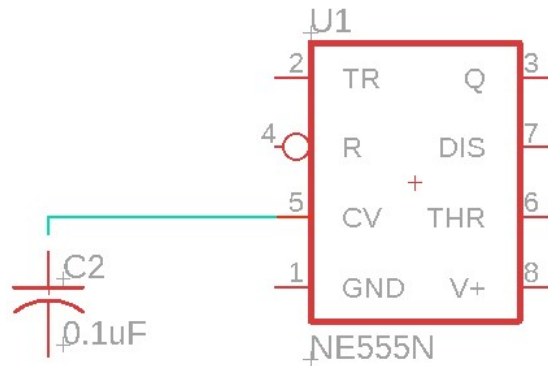 U1
2 TR Q 3
4 R DIS 7
5 CV THR 6
1 GND V+ 8
C2
0.1uF
NE555N